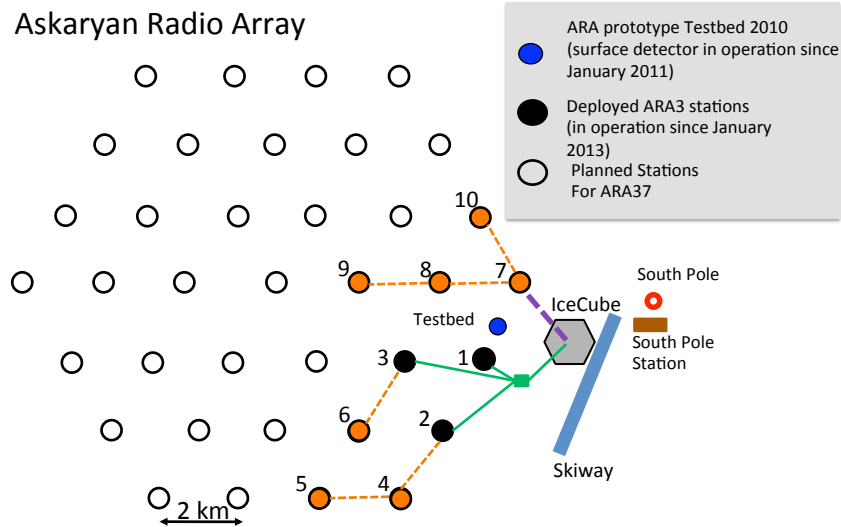 Askaryan Radio Array
ARA prototype Testbed 2010
(surface detector in operation since
January 2011)
Deployed ARA3 stations
(in operation since January
2013)
Planned Stations
For ARA37
10
9
8
7
South Pole
IceCube
Testbed
South Pole
Station
3
1
6
2
Skiway
5
4
2 km